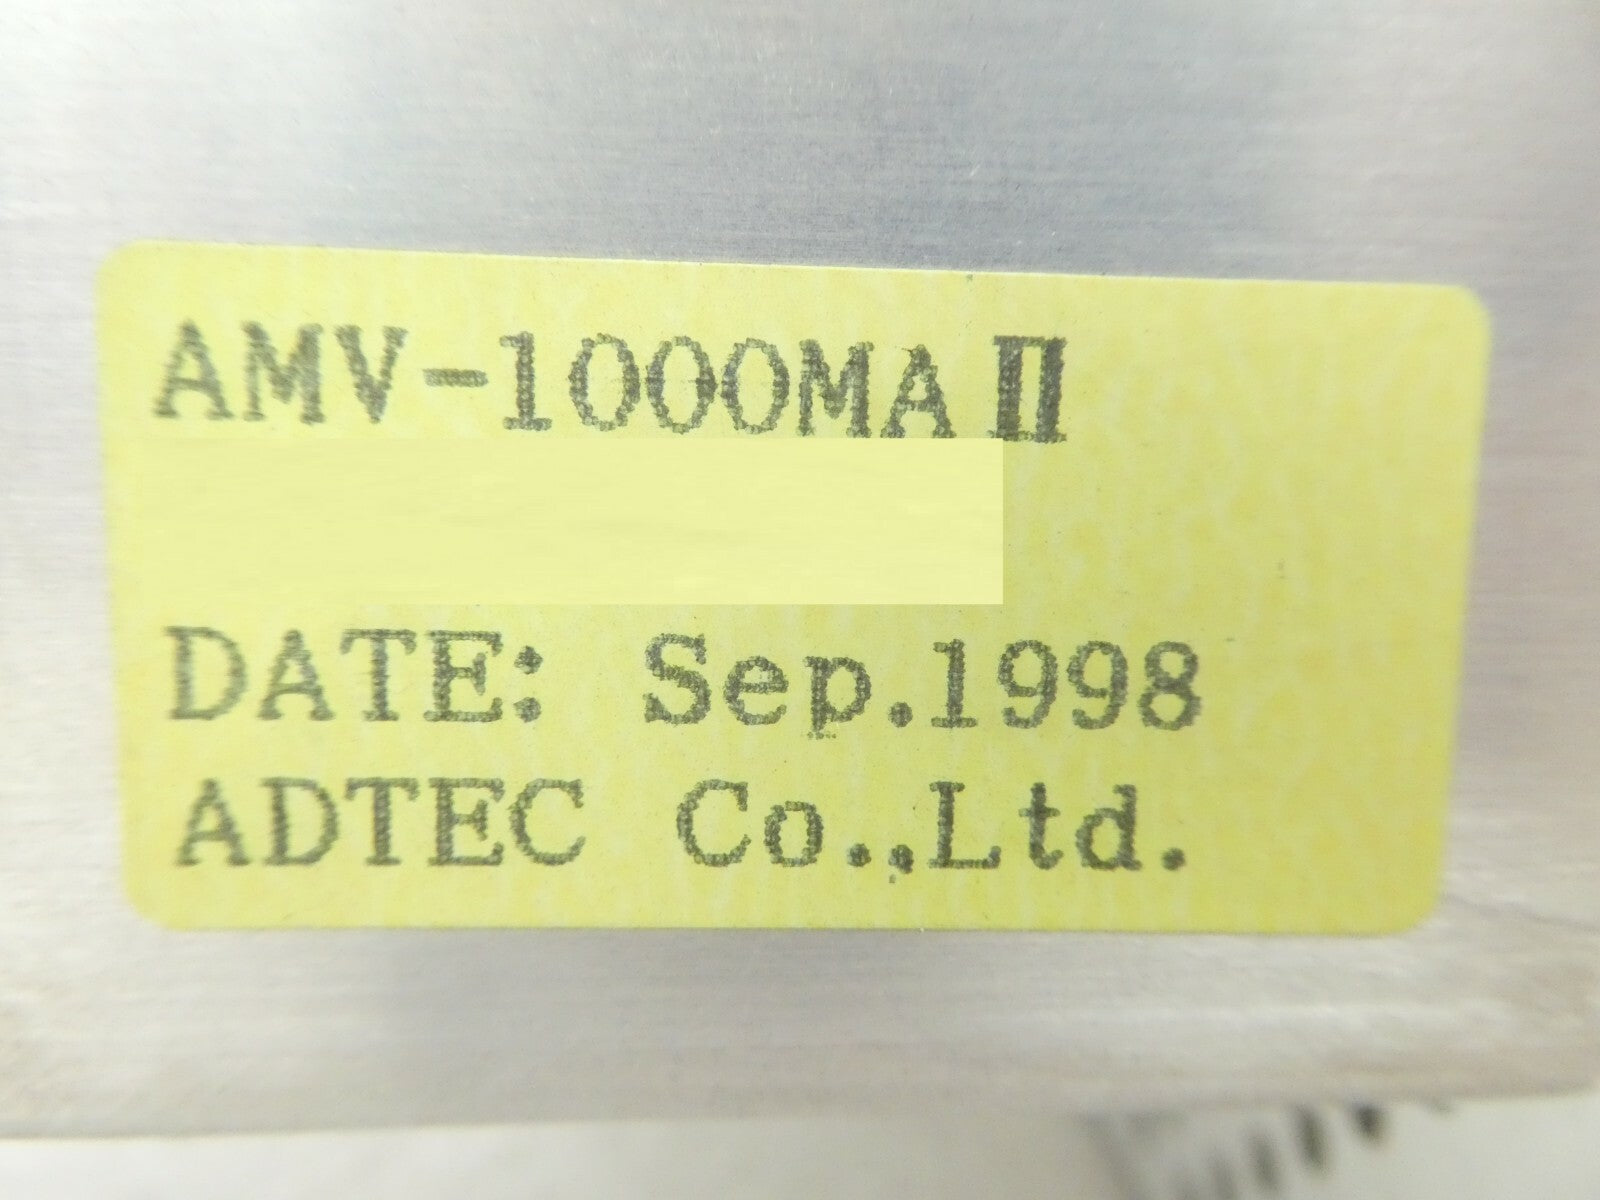 AMV-1000MAⅡ
DATE: Sep.1998
ADTEC Co.,Ltd.